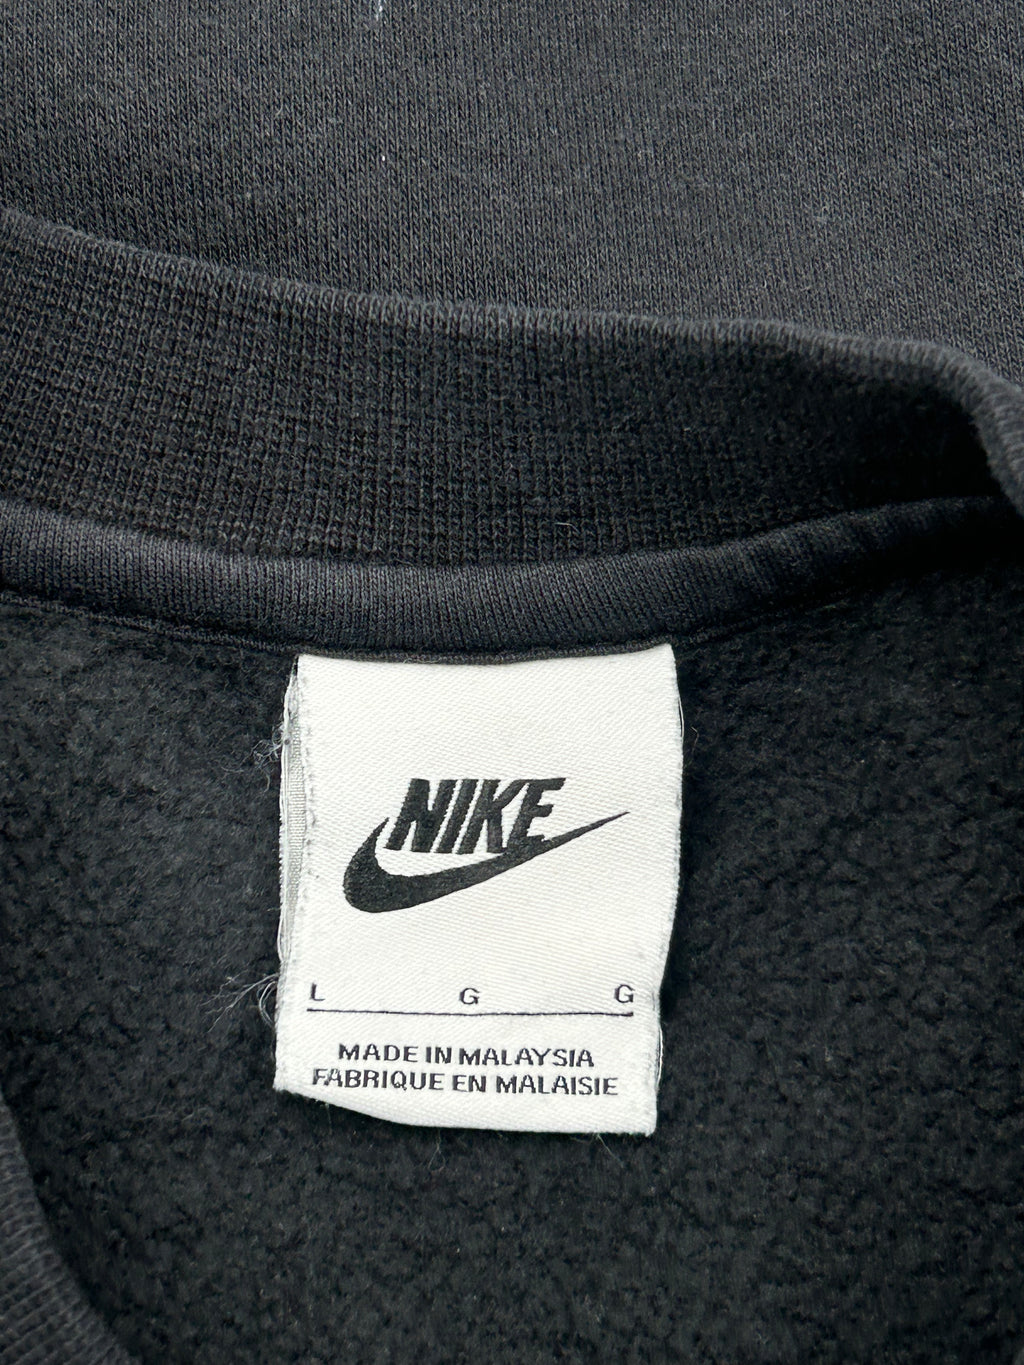 NIKE
L G G
MADE IN MALAYSIA
FABRIQUE EN MALAISIE